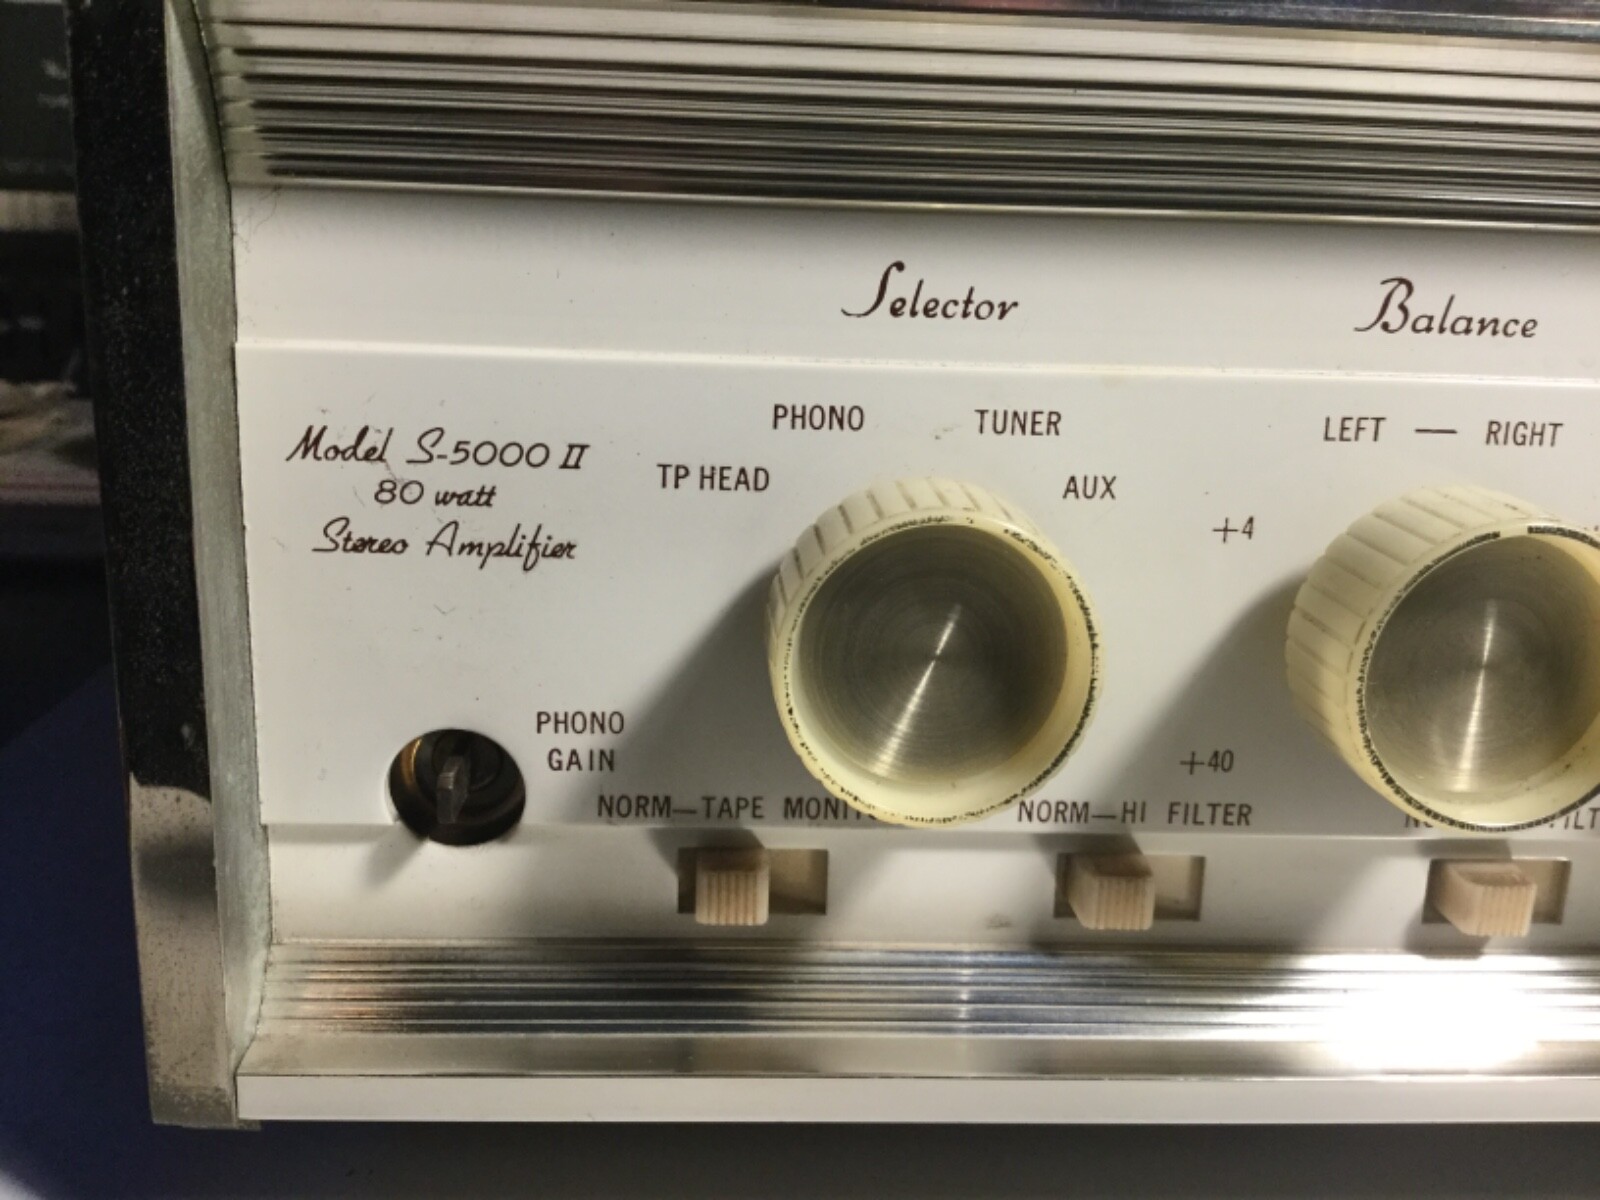 Selector
Balance
Model S-5000 II
80 watt
Stereo Amplifier
TP HEAD
PHONO
TUNER
AUX
LEFT — RIGHT
+4
+40
PHONO
GAIN
NORM—TAPE
NORM—HI FILTER